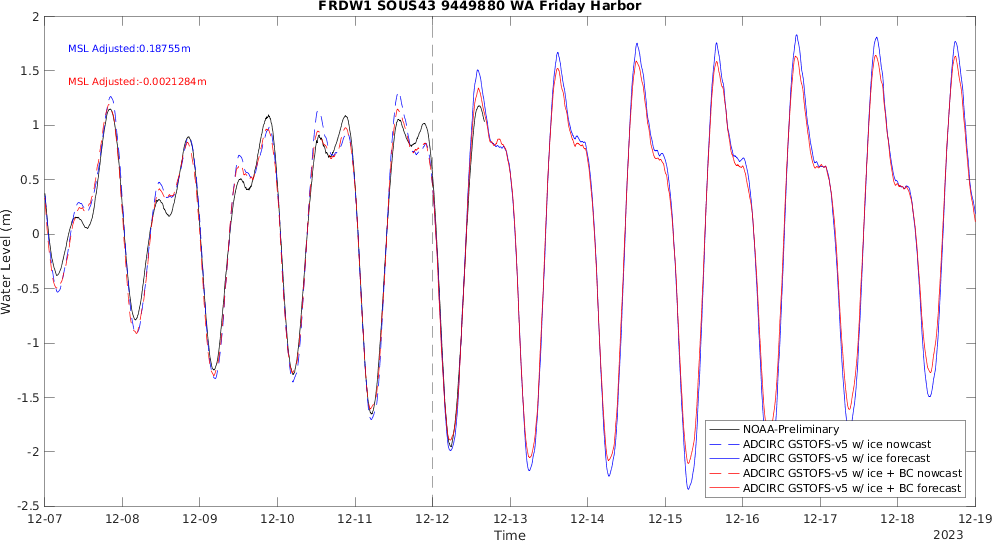 FRDW1 SOUS43 9449880 WA Friday Harbor
MSL Adjusted:0.18755m
MSL Adjusted:-0.0021284m
Water Level (m)
2
1.5
1
0.5
0
-0.5
-1
-1.5
-2
-2.5
NOAA-Preliminary
ADCIRC GSTOFS-v5 w/ ice nowcast
ADCIRC GSTOFS-v5 w/ ice forecast
ADCIRC GSTOFS-v5 w/ice + BC nowcast
ADCIRC GSTOFS-v5 w/ice + BC forecast
12-07 12-08 12-09 12-10 12-11 12-12 12-13 12-14 12-15 12-16 12-17 12-18 12-19
Time
2023